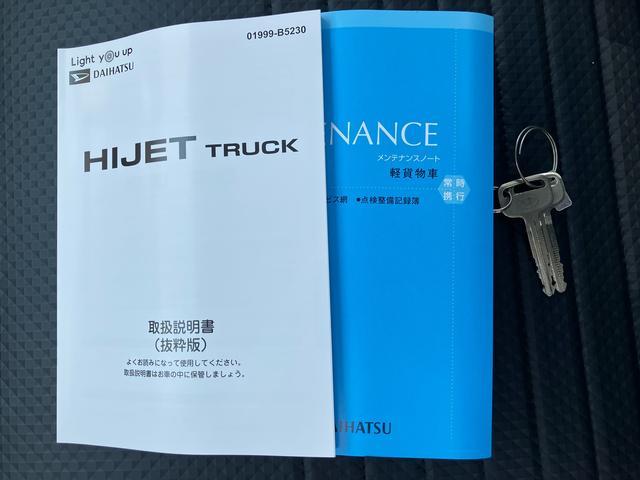 01999-B5230
Light you up
DAIHATSU
HIJET TRUCK
取扱説明書
（抜粋版）
よくお読みになって使用してください。
取扱説明書はお車の中に保管しましょう。
NANCE
メンテナンスノート
軽貨物車
常時
携行
ビス網 ●点検整備記録簿
DAIHATSU